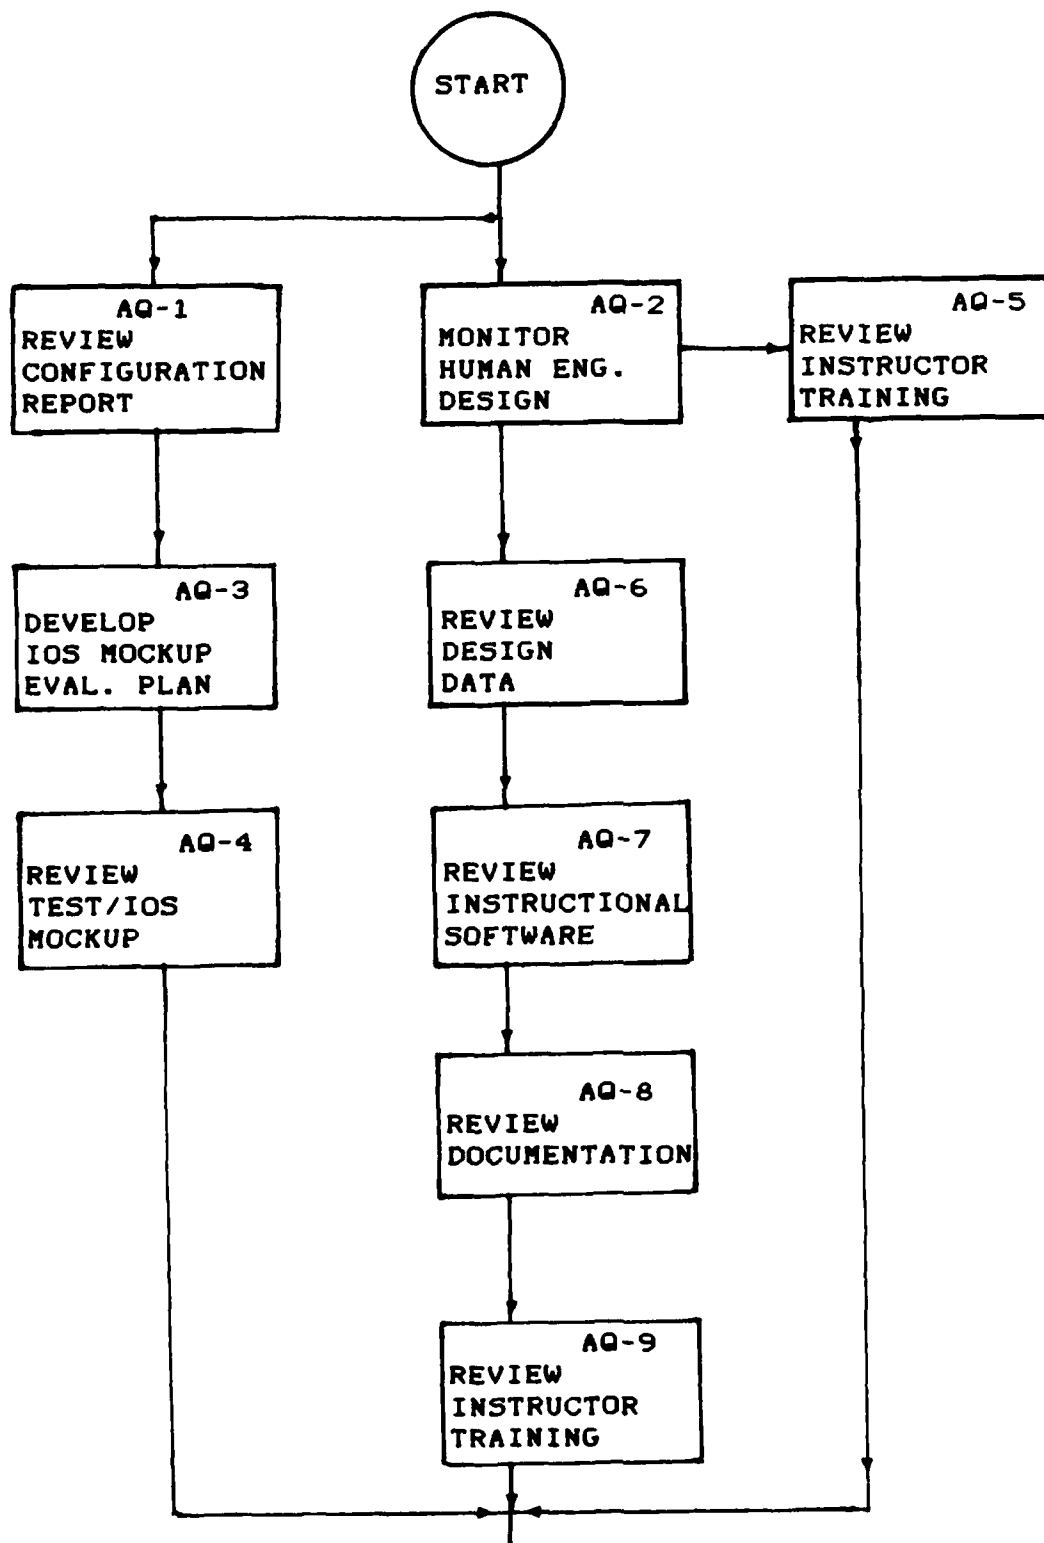 START
AQ-1
REVIEW
CONFIGURATION
REPORT
AQ-2
MONITOR
HUMAN ENG.
DESIGN
AQ-5
REVIEW
INSTRUCTOR
TRAINING
AQ-3
DEVELOP
IOS MOCKUP
EVAL. PLAN
AQ-6
REVIEW
DESIGN
DATA
AQ-4
REVIEW
TEST/IOS
MOCKUP
AQ-7
REVIEW
INSTRUCTIONAL
SOFTWARE
AQ-8
REVIEW
DOCUMENTATION
AQ-9
REVIEW
INSTRUCTOR
TRAINING